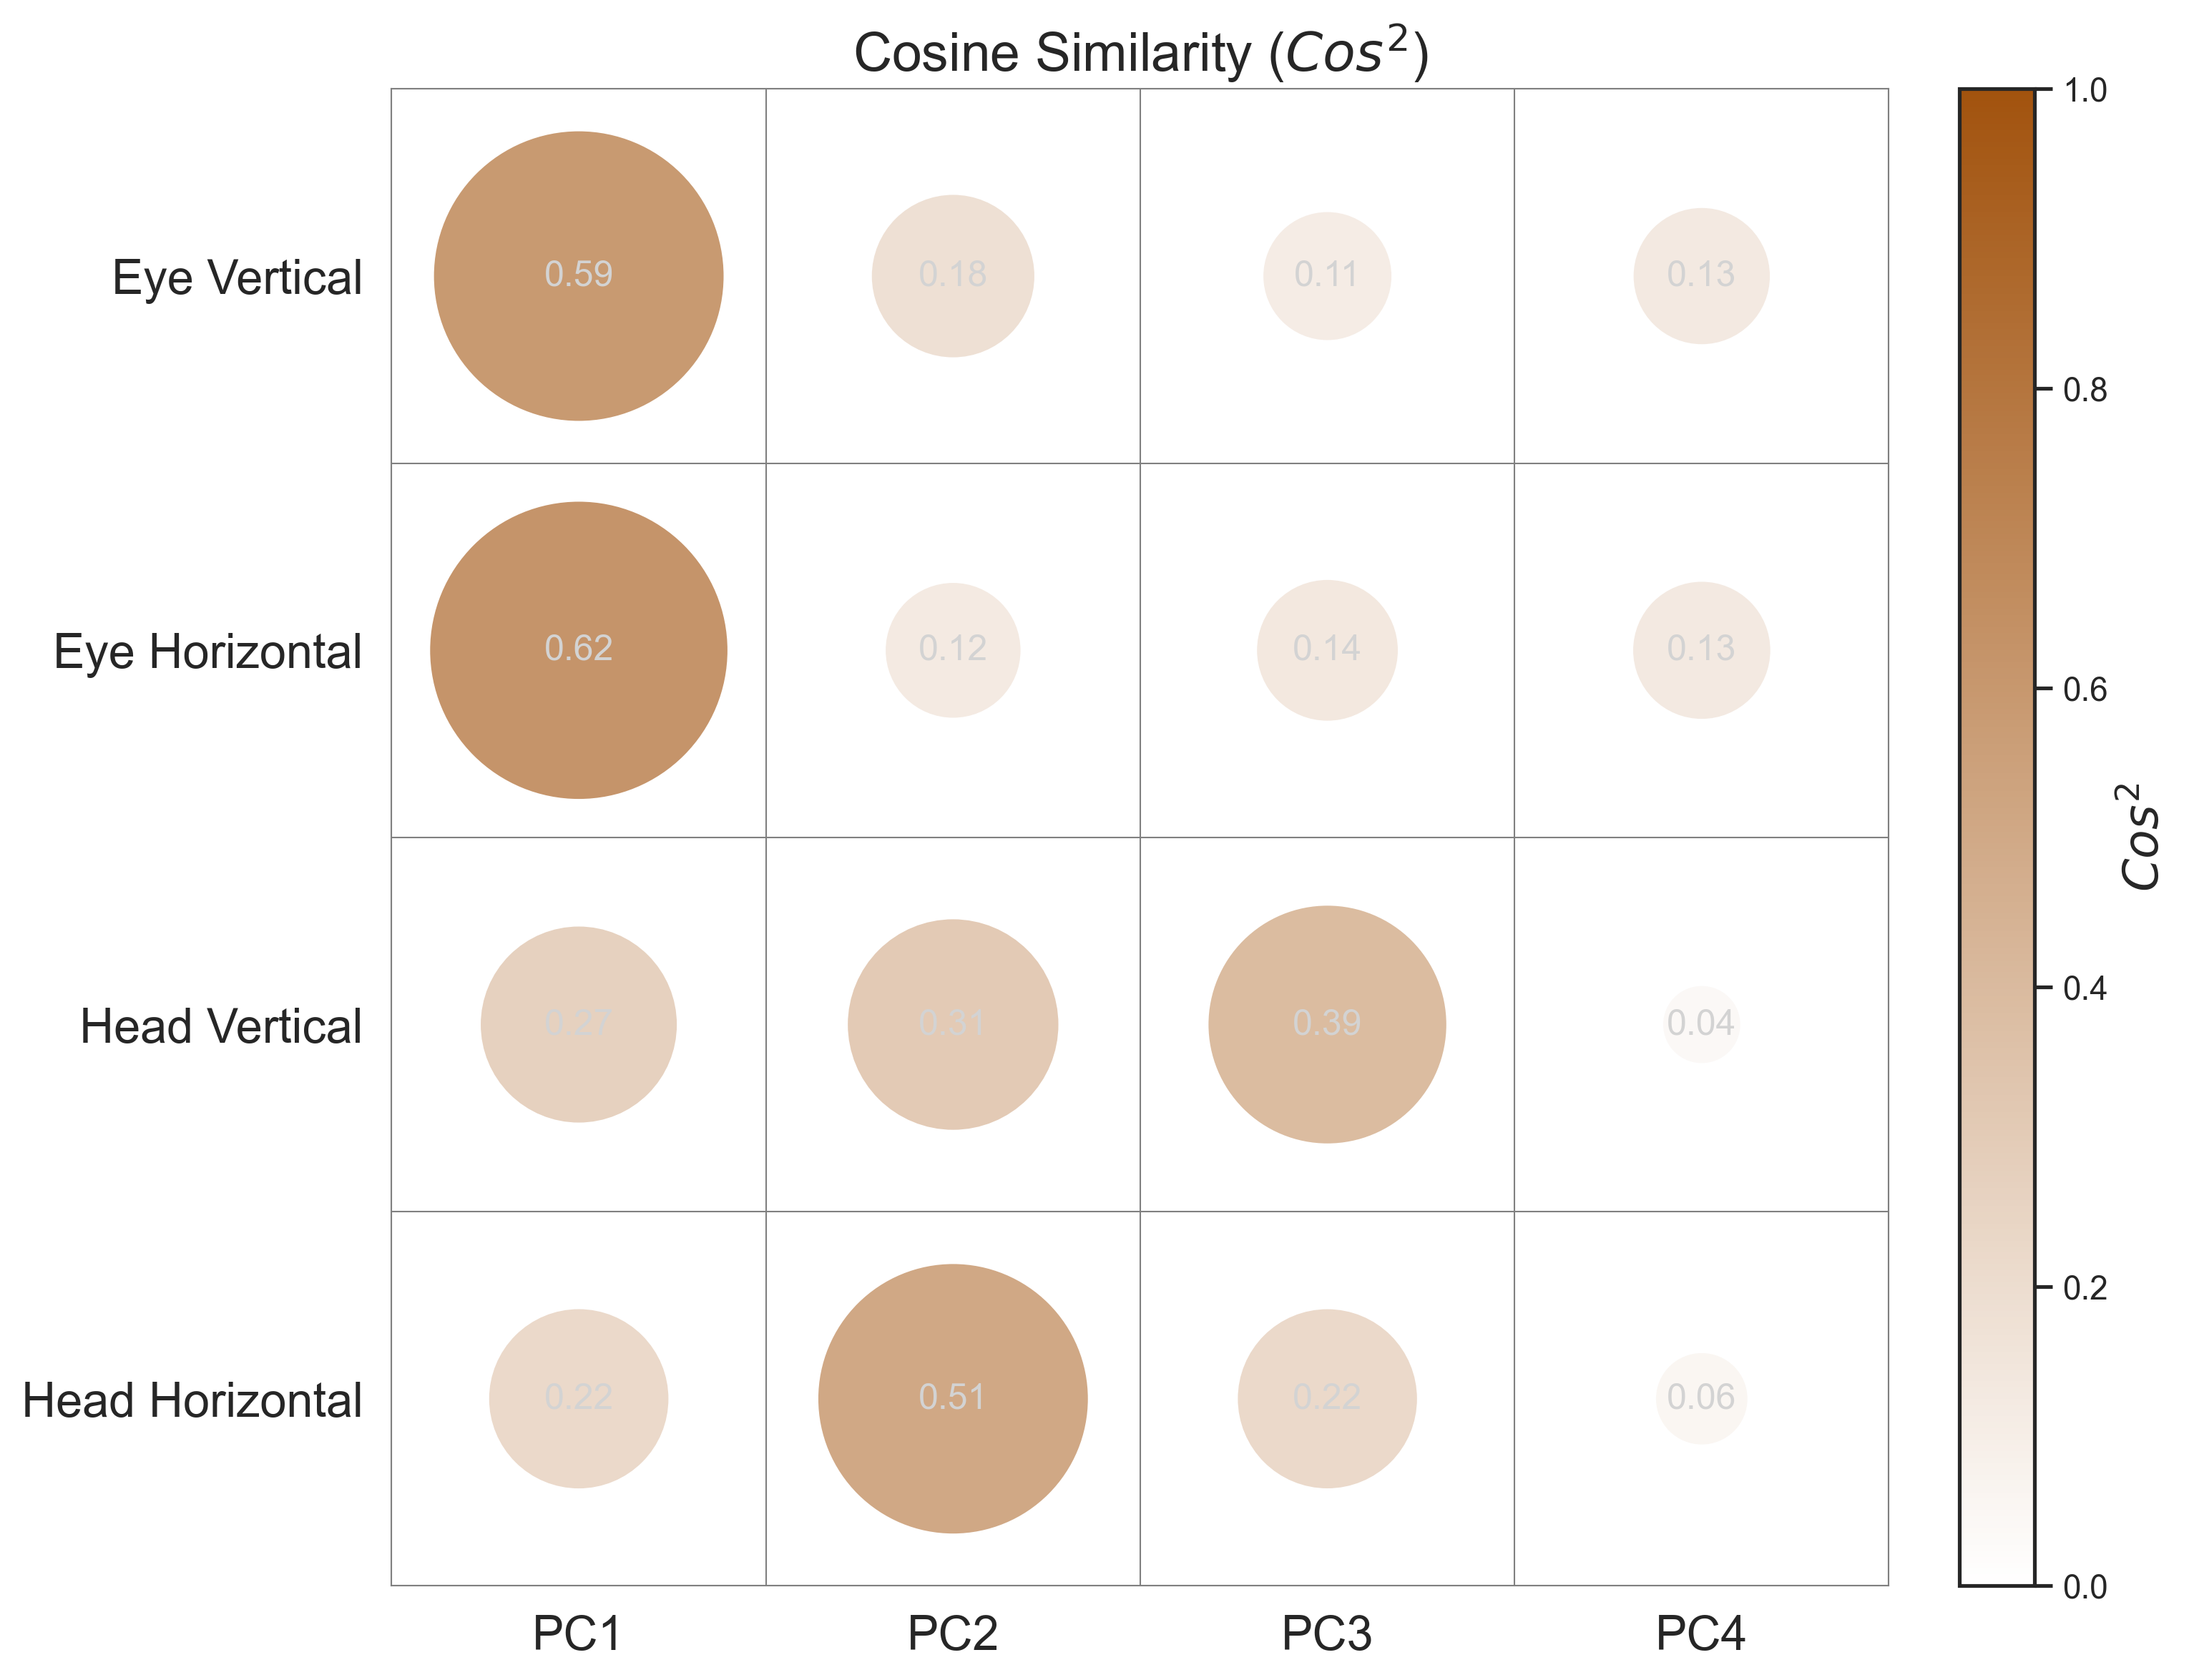 Cosine Similarity (Cos²)
Eye Vertical 0.59 0.18 0.11 0.13
Eye Horizontal 0.62 0.12 0.14 0.13
Head Vertical 0.27 0.31 0.39 0.04
Head Horizontal 0.22 0.51 0.22 0.06
PC1 PC2 PC3 PC4
1.0
0.8
0.6
0.4
0.2
0.0
Cos²